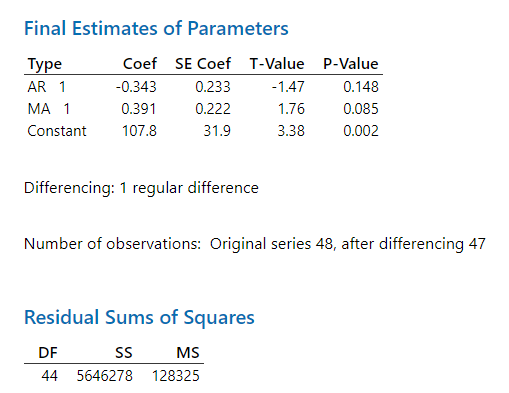 Final Estimates of Parameters
Type Coef SE Coef T-Value P-Value
AR 1 -0.343 0.233 -1.47 0.148
MA 1 0.391 0.222 1.76 0.085
Constant 107.8 31.9 3.38 0.002
Differencing: 1 regular difference
Number of observations: Original series 48, after differencing 47
Residual Sums of Squares
DF SS MS
44 5646278 128325